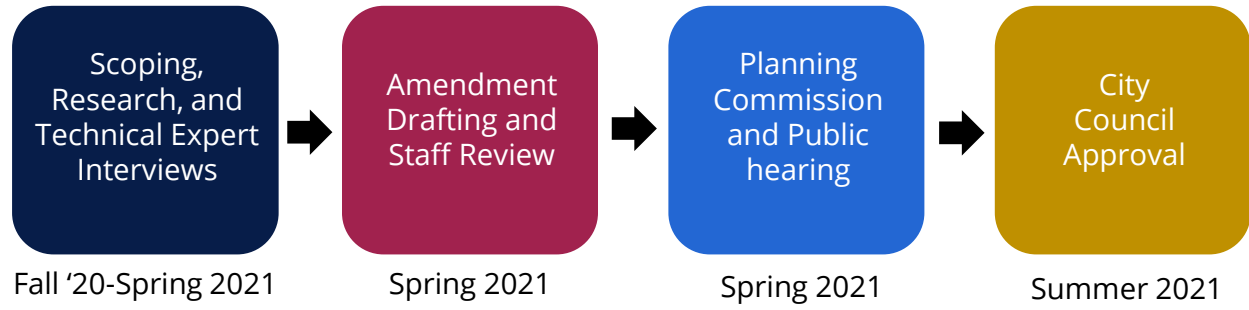 Scoping,
Research, and
Technical Expert
Interviews
Amendment
Drafting and
Staff Review
Planning
Commission
and Public
hearing
City
Council
Approval
Fall ‘20-Spring 2021
Spring 2021
Spring 2021
Summer 2021